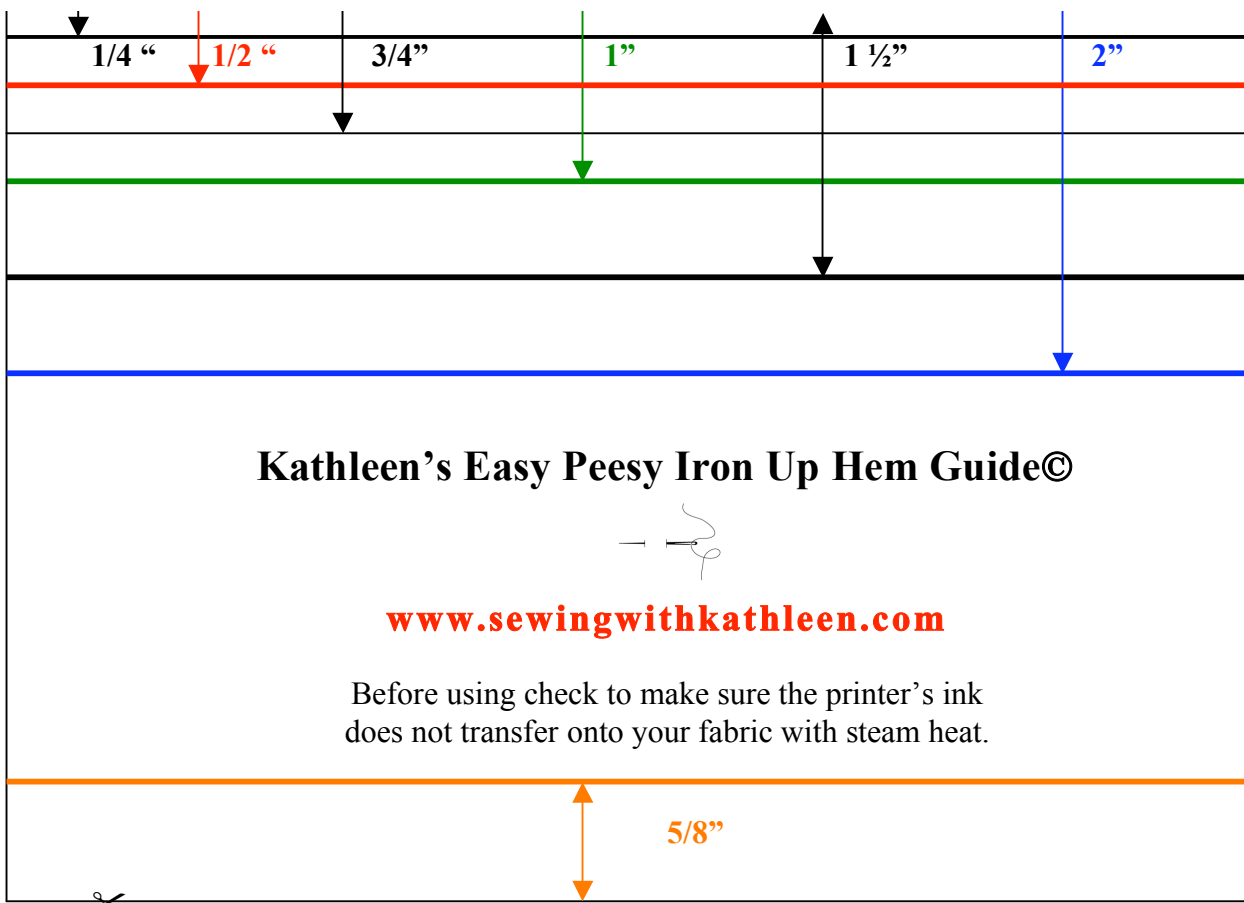 1/4 “ 1/2 “ 3/4” 1” 1 ½” 2”
Kathleen’s Easy Peesy Iron Up Hem Guide©
www.sewingwithkathleen.com
Before using check to make sure the printer’s ink
does not transfer onto your fabric with steam heat.
5/8”